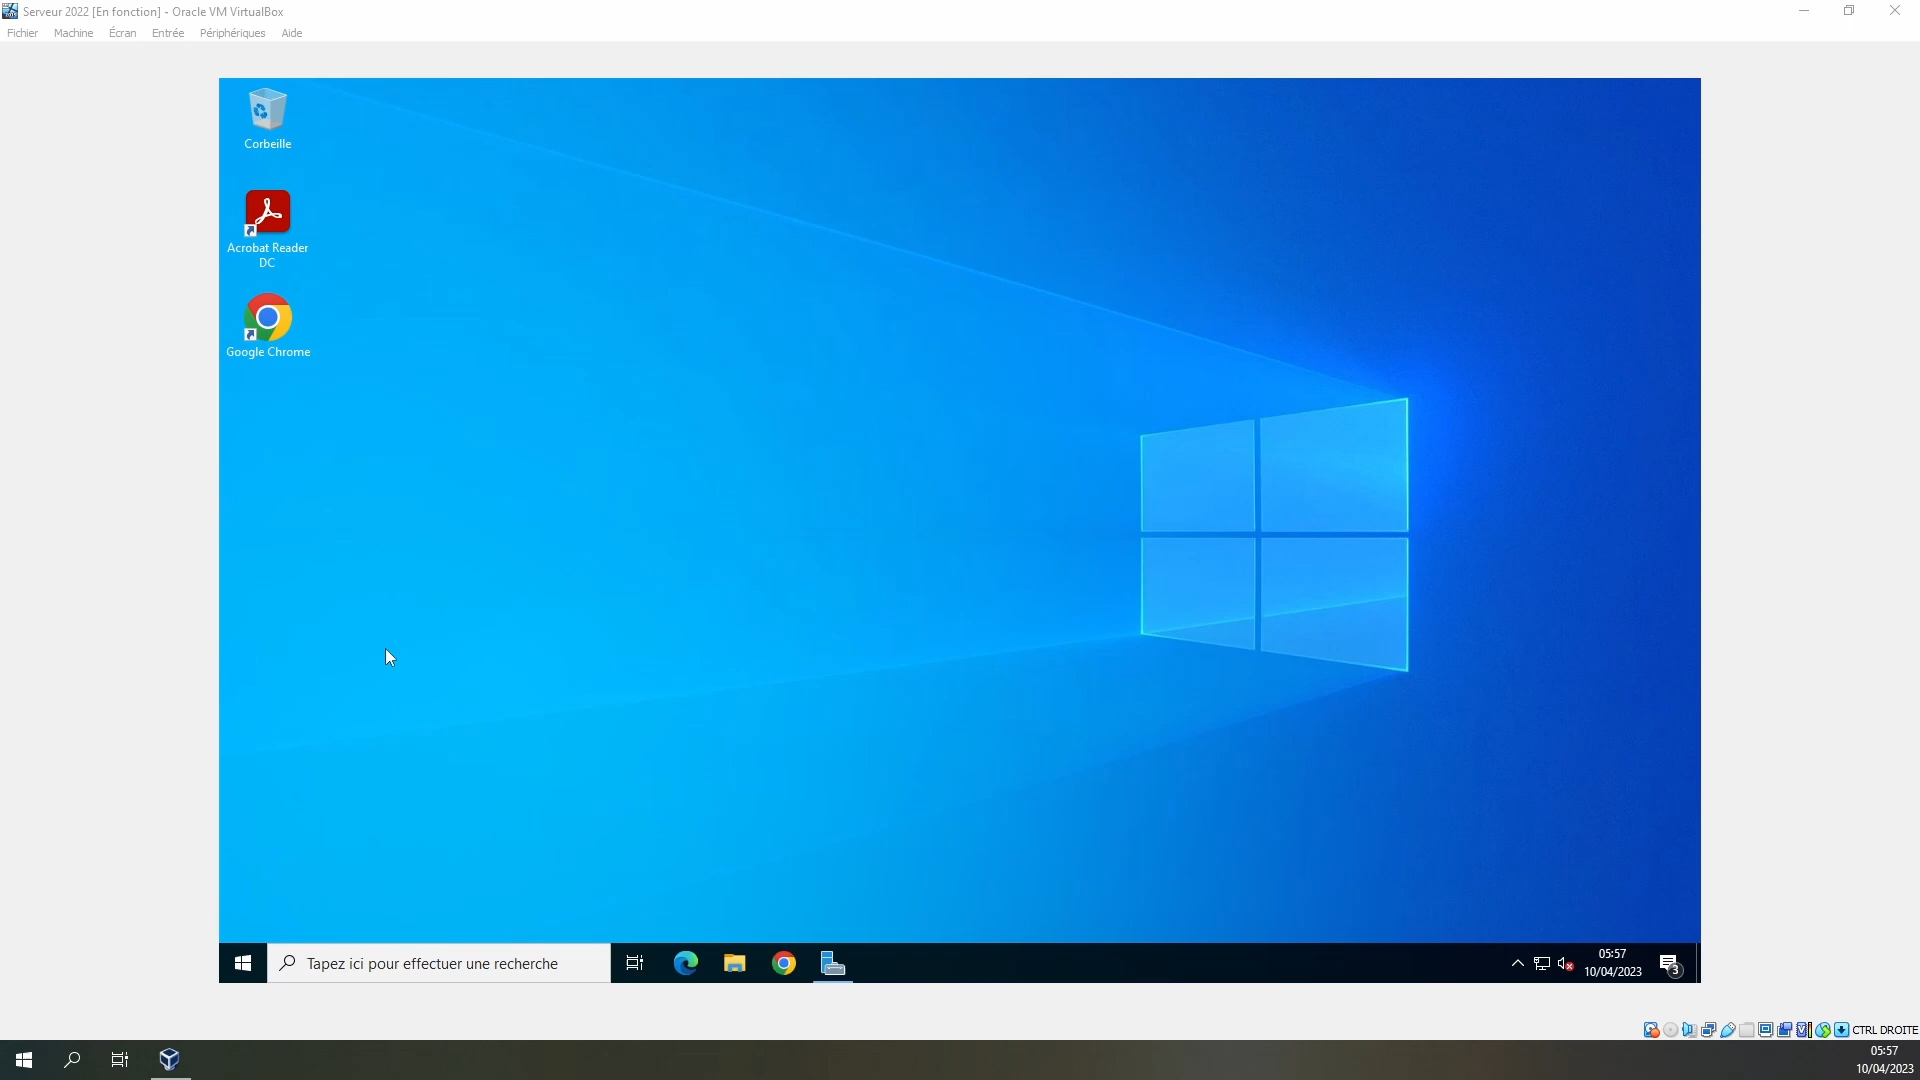 Serveur 2022 [En fonction] - Oracle VM VirtualBox
Fichier Machine Écran Entrée Périphériques Aide
Corbeille
Acrobat Reader
DC
Google Chrome
Tapez ici pour effectuer une recherche
05:57
10/04/2023
3
CTRL DROITE
05:57
10/04/2023